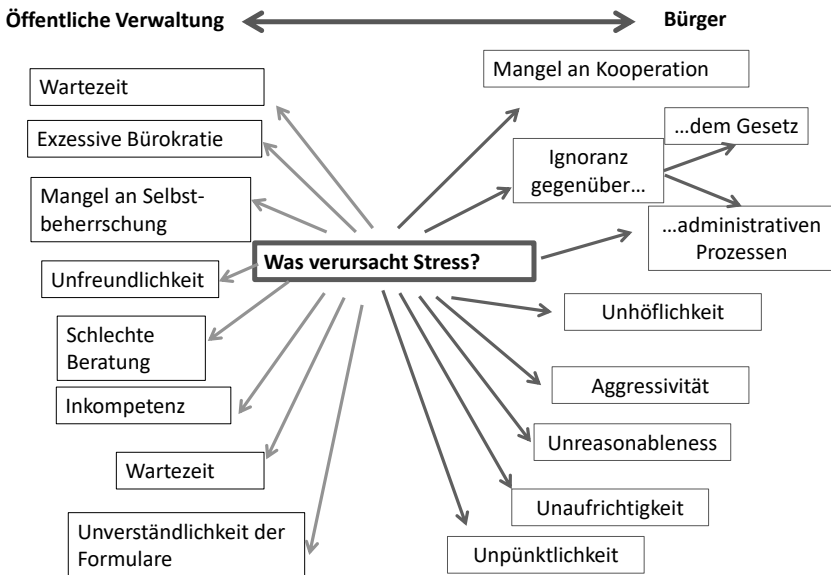 Öffentliche Verwaltung
Bürger
Wartezeit
Exzessive Bürokratie
Mangel an Selbst-
beherrschung
Unfreundlichkeit
Schlechte
Beratung
Inkompetenz
Wartezeit
Unverständlichkeit der
Formulare
Was verursacht Stress?
Mangel an Kooperation
Ignoranz
gegenüber...
...dem Gesetz
...administrativen
Prozessen
Unhöflichkeit
Aggressivität
Unreasonableness
Unaufrichtigkeit
Unpünktlichkeit